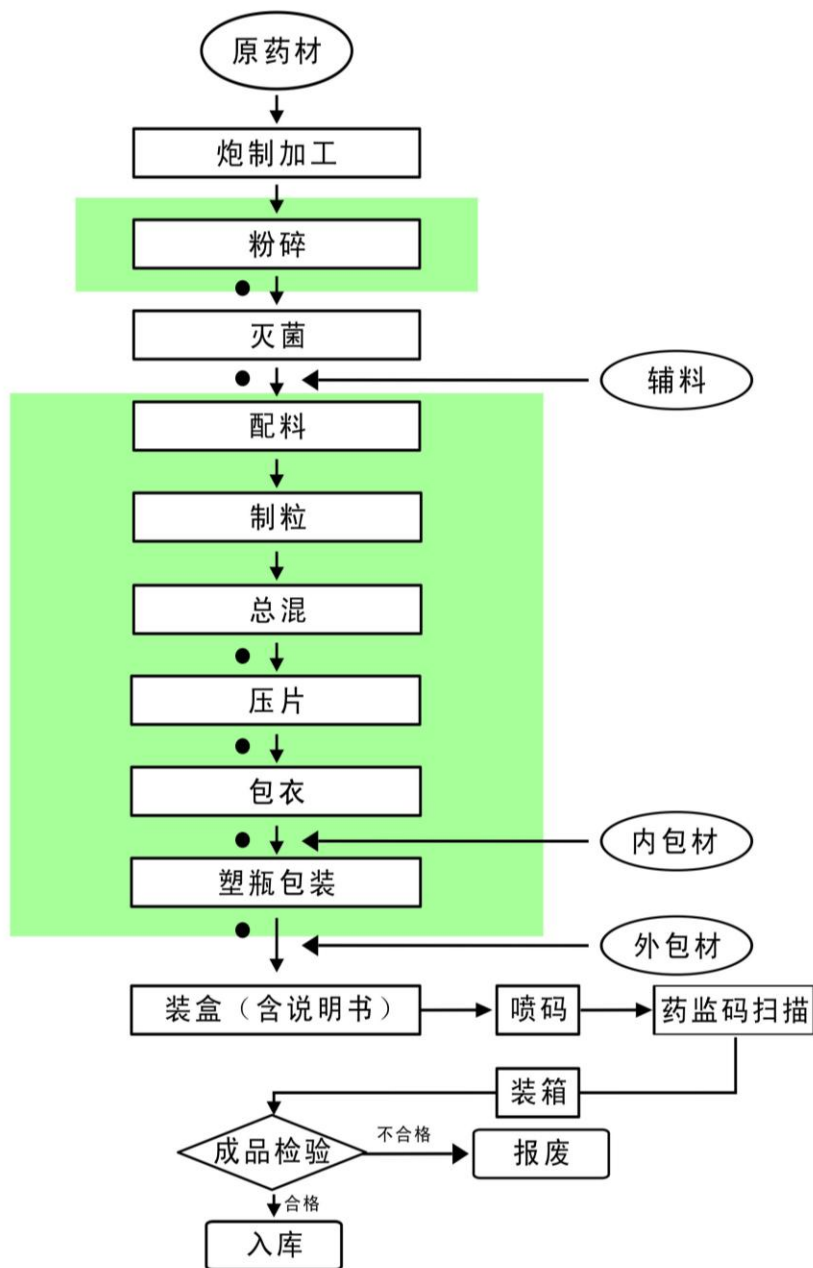 原药材
炮制加工
粉碎
灭菌
辅料
配料
制粒
总混
压片
包衣
内包材
塑瓶包装
外包材
装盒（含说明书）
喷码
药监码扫描
装箱
成品检验
不合格
报废
合格
入库